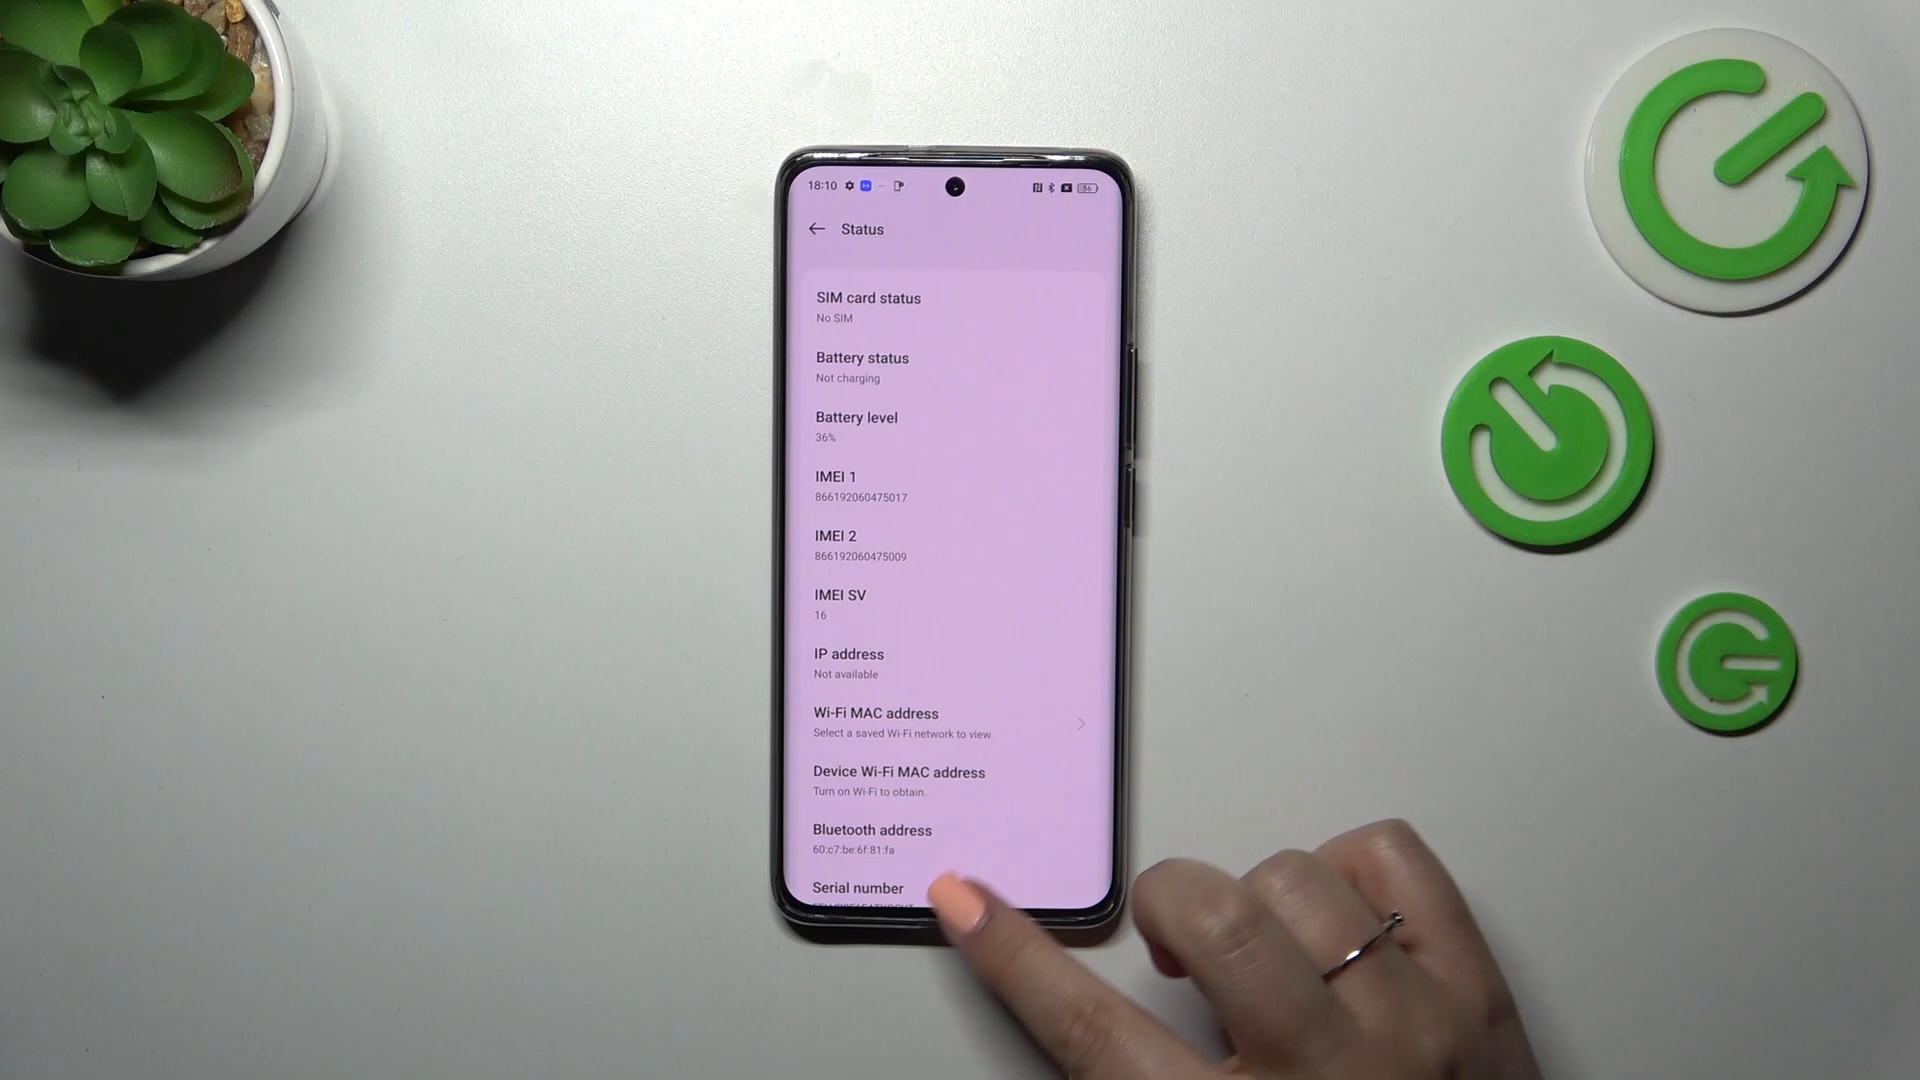 18:10
36
Status
SIM card status
No SIM
Battery status
Not charging
Battery level
36%
IMEI 1
866192060475017
IMEI 2
866192060475009
IMEI SV
16
IP address
Not available
Wi-Fi MAC address
Select a saved Wi-Fi network to view.
Device Wi-Fi MAC address
Turn on Wi-Fi to obtain.
Bluetooth address
60:c7:be:6f:81:fa
Serial number